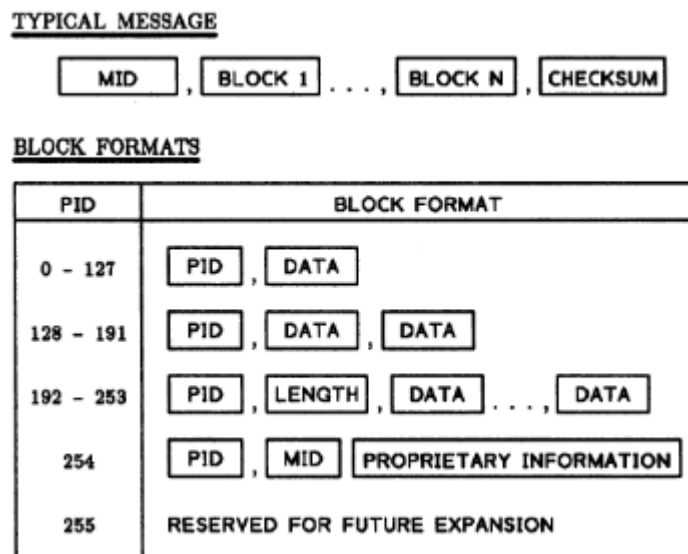 TYPICAL MESSAGE
MID , BLOCK 1 . . . , BLOCK N , CHECKSUM
BLOCK FORMATS
PID BLOCK FORMAT
0 - 127 PID , DATA
128 - 191 PID , DATA , DATA
192 - 253 PID , LENGTH , DATA . . . , DATA
254 PID , MID PROPRIETARY INFORMATION
255 RESERVED FOR FUTURE EXPANSION